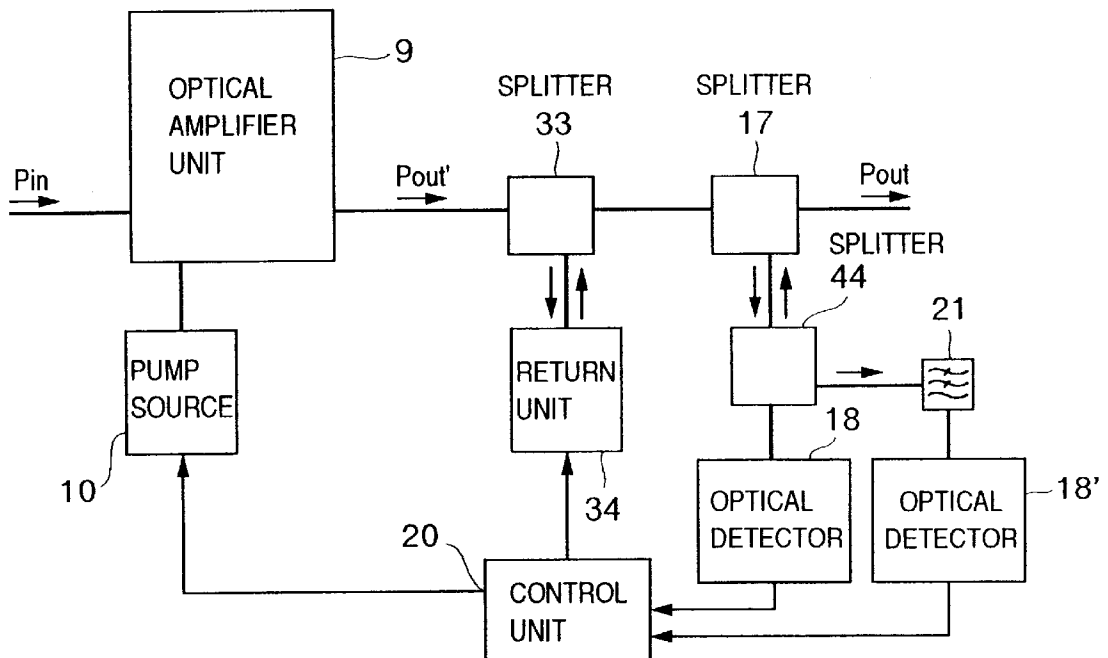 9
OPTICAL
AMPLIFIER
UNIT
SPLITTER
33
SPLITTER
17
Pin
Pout'
Pout
SPLITTER
44
21
PUMP
SOURCE
10
RETURN
UNIT
34
18
OPTICAL
DETECTOR
OPTICAL
DETECTOR
18'
20
CONTROL
UNIT